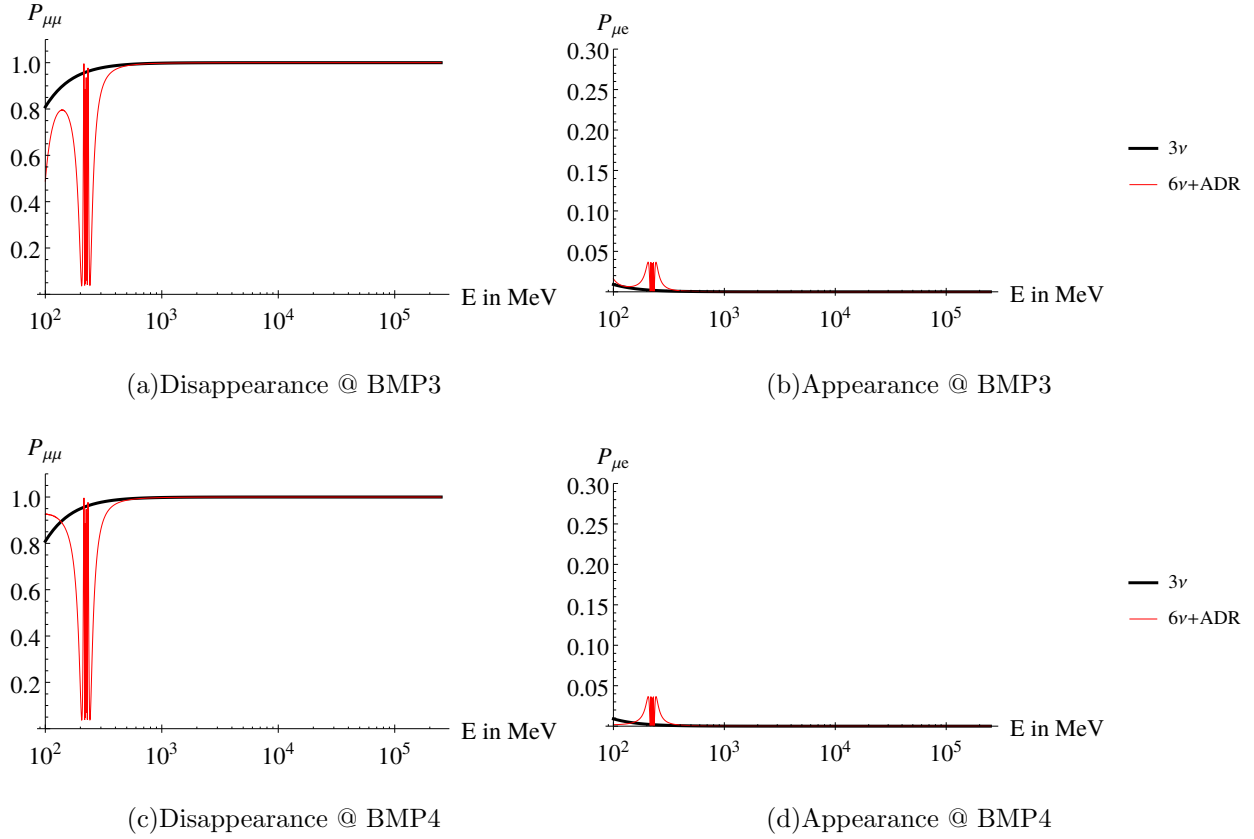 P_μμ
1.0
0.8
0.6
0.4
0.2
10^2 10^3 10^4 10^5
E in MeV
(a)Disappearance @ BMP3
P_μe
0.30
0.25
0.20
0.15
0.10
0.05
10^2 10^3 10^4 10^5
E in MeV
3ν
6ν+ADR
(b)Appearance @ BMP3
P_μμ
1.0
0.8
0.6
0.4
0.2
10^2 10^3 10^4 10^5
E in MeV
(c)Disappearance @ BMP4
P_μe
0.30
0.25
0.20
0.15
0.10
0.05
10^2 10^3 10^4 10^5
E in MeV
3ν
6ν+ADR
(d)Appearance @ BMP4